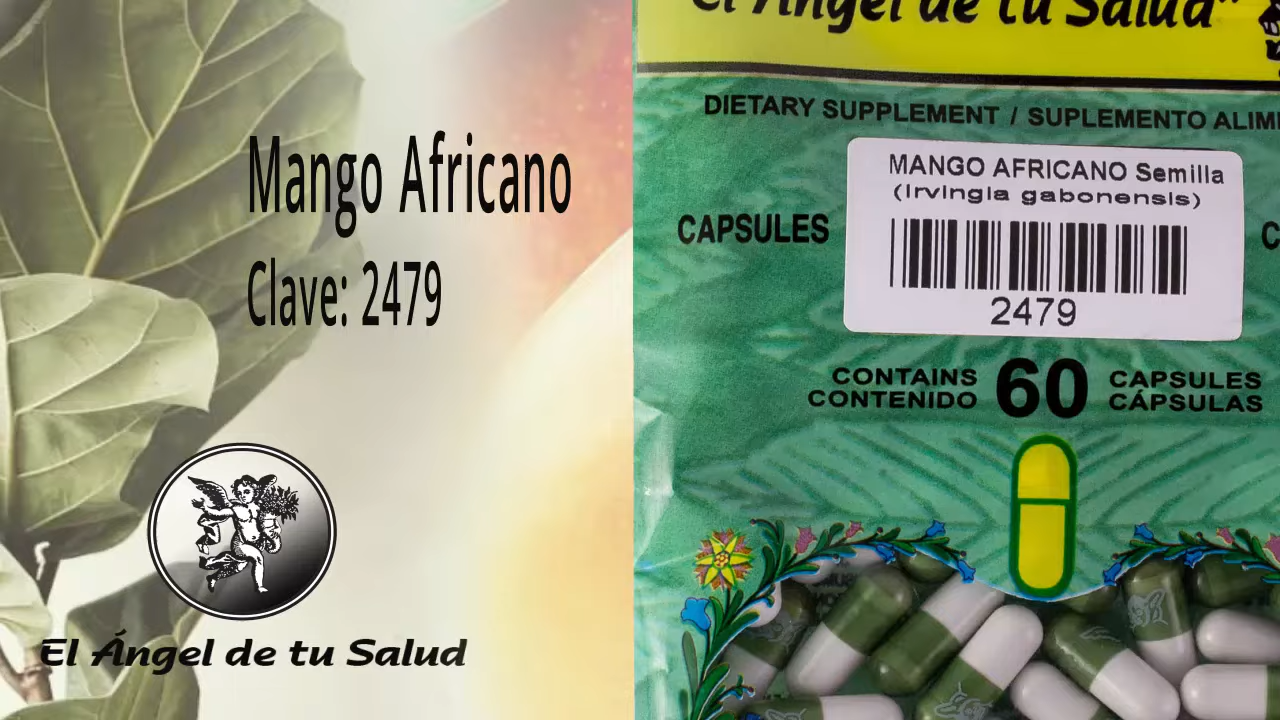 Mango Africano
Clave: 2479
El Ángel de tu Salud
El Ángel de tu Salud"
DIETARY SUPPLEMENT / SUPLEMENTO
MANGO AFRICANO Semilla
(Irvingia gabonensis)
CAPSULES
2479
CONTAINS 60 CAPSULES
CONTENIDO CÁPSULAS